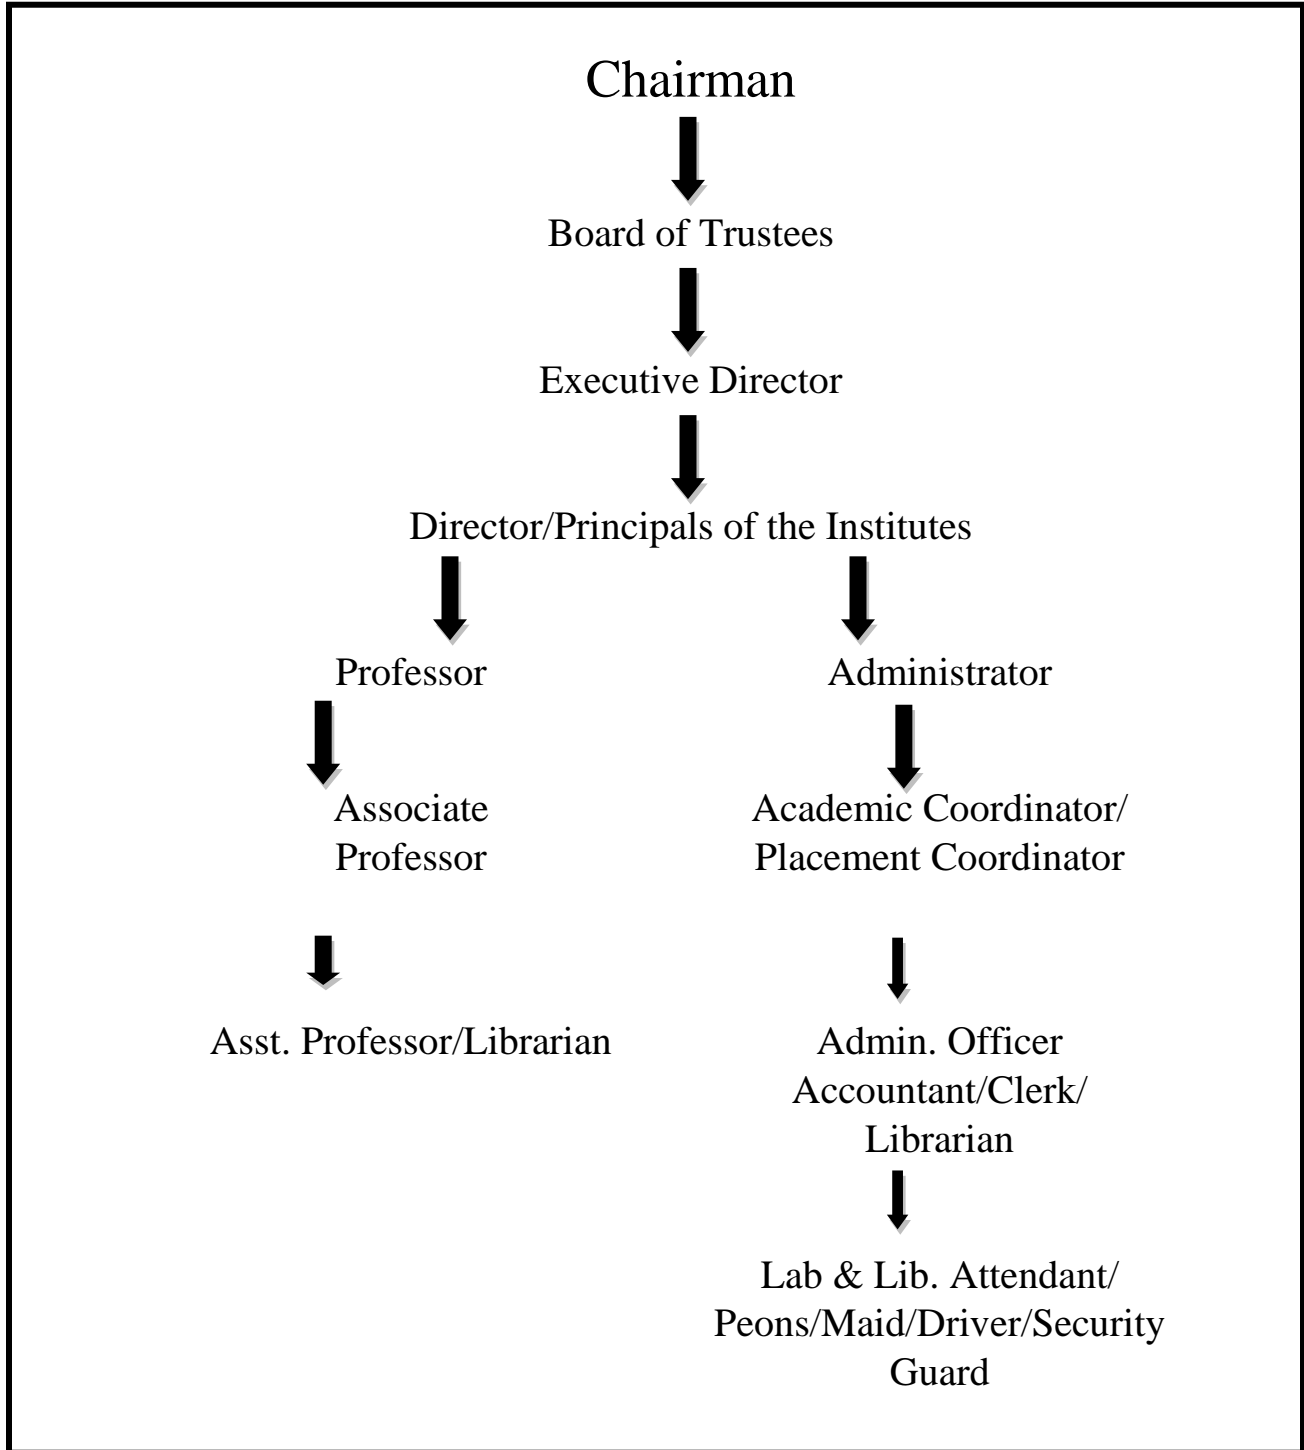 Chairman
Board of Trustees
Executive Director
Director/Principals of the Institutes
Professor
Administrator
Associate
Professor
Academic Coordinator/
Placement Coordinator
Asst. Professor/Librarian
Admin. Officer
Accountant/Clerk/
Librarian
Lab & Lib. Attendant/
Peons/Maid/Driver/Security
Guard